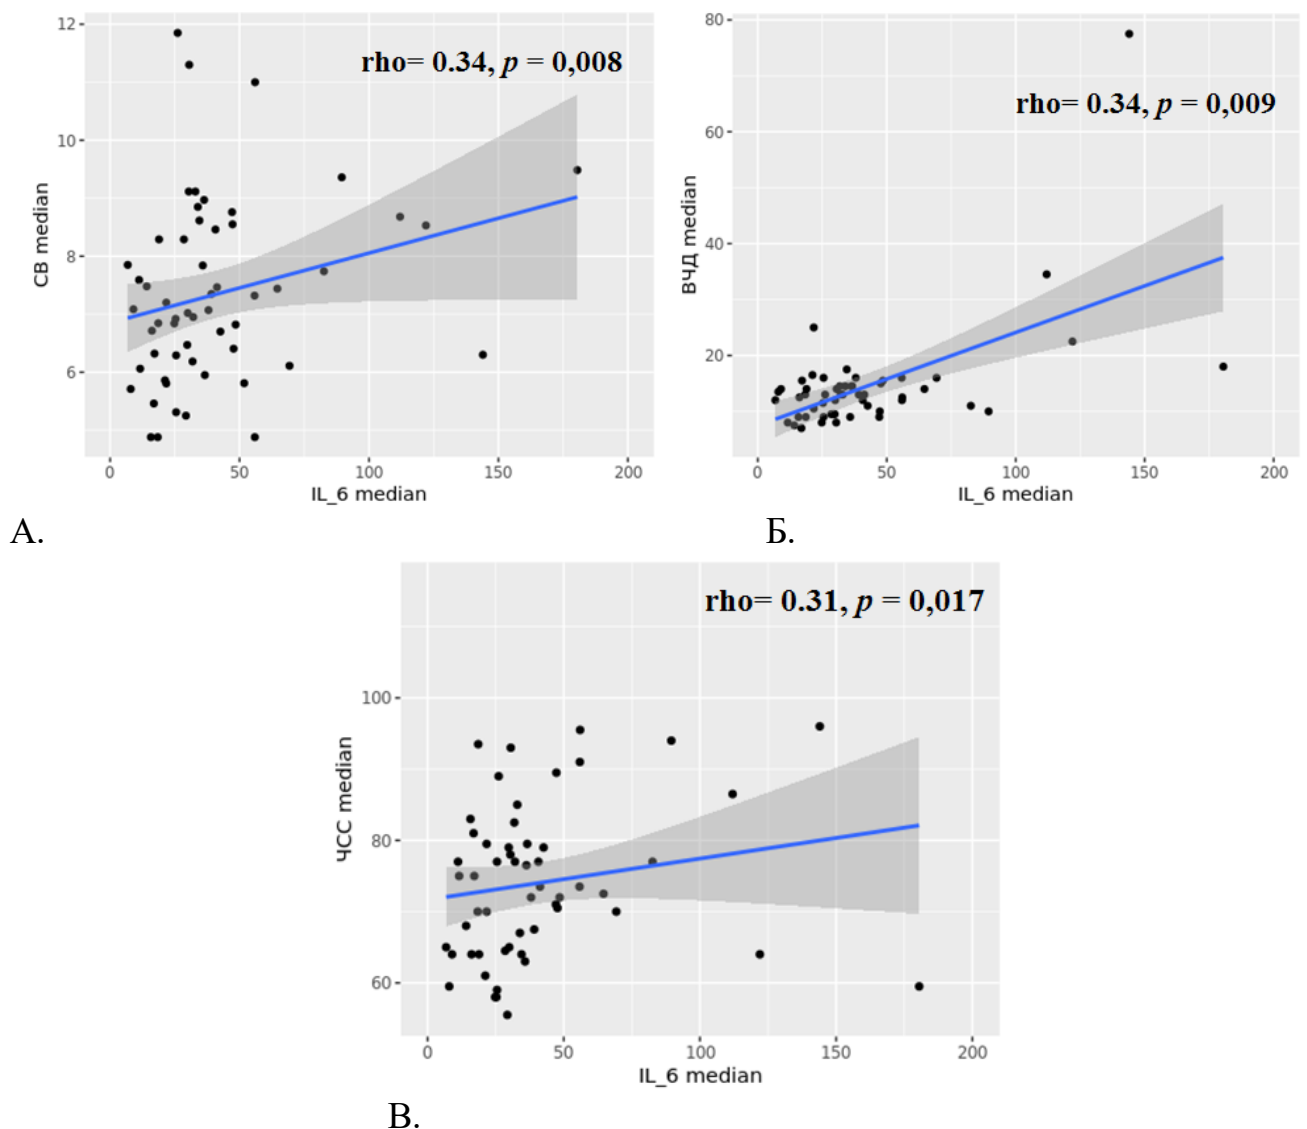 12
10
8
6
СВ median
rho= 0.34, p = 0,008
0 50 100 150 200
IL_6 median
А.
80
60
40
20
ВЧД median
rho= 0.34, p = 0,009
0 50 100 150 200
IL_6 median
Б.
100
80
60
ЧСС median
rho= 0.31, p = 0,017
0 50 100 150 200
IL_6 median
В.